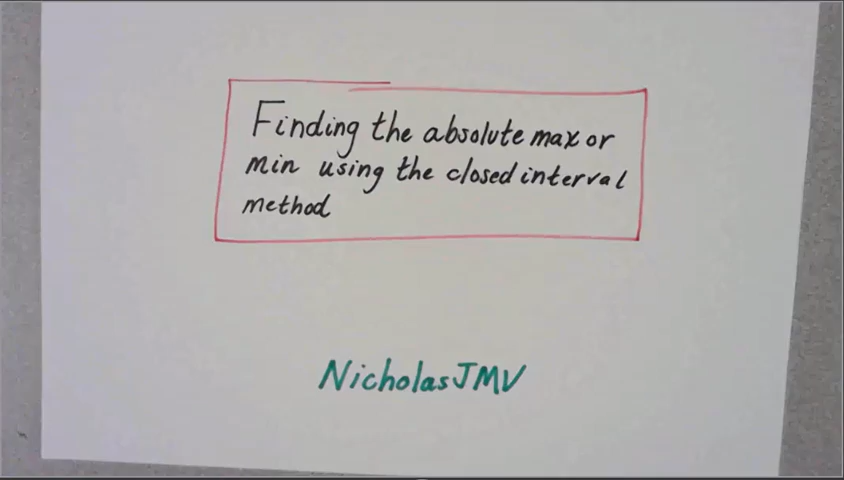 Finding the absolute max or
min using the closed interval
method
NicholasJMV